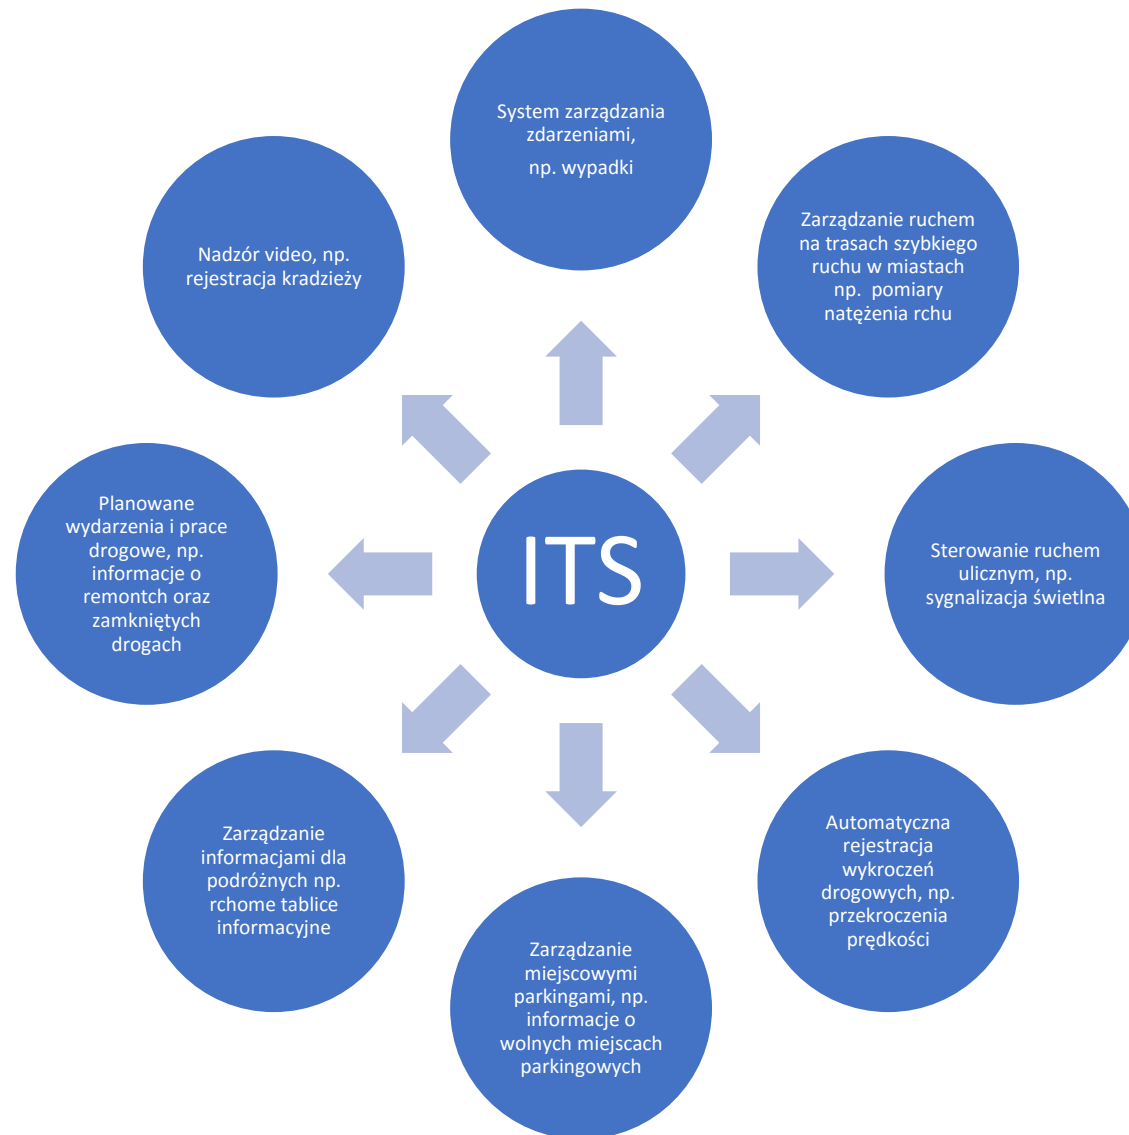 System zarządzania
zdarzeniami,
np. wypadki
Zarządzanie ruchem
na trasach szybkiego
ruchu w miastach
np. pomiary
natężenia rchu
Sterowanie ruchem
ulicznym, np.
sygnalizacja świetlna
Automatyczna
rejestracja
wykroczeń
drogowych, np.
przekroczenia
prędkości
Zarządzanie
miejscowymi
parkingami, np.
informacje o
wolnych miejscach
parkingowych
Zarządzanie
informacjami dla
podróżnych np.
rchome tablice
informacyjne
Planowane
wydarzenia i prace
drogowe, np.
informacje o
remontch oraz
zamkniętych
drogach
Nadzór video, np.
rejestracja kradzieży
ITS